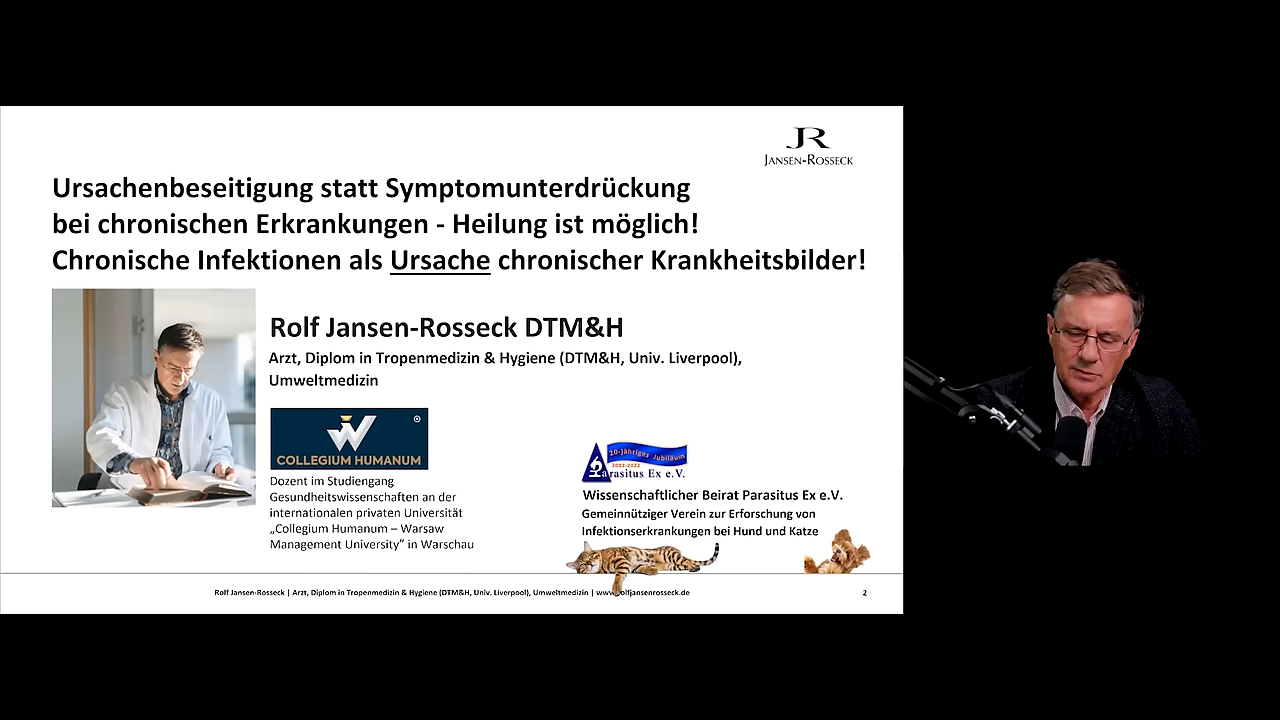 JR
JANSEN-ROSSECK
Ursachenbeseitigung statt Symptomunterdrückung
bei chronischen Erkrankungen - Heilung ist möglich!
Chronische Infektionen als Ursache chronischer Krankheitsbilder!
Rolf Jansen-Rosseck DTM&H
Arzt, Diplom in Tropenmedizin & Hygiene (DTM&H, Univ. Liverpool),
Umweltmedizin
W ®
COLLEGIUM HUMANUM
Dozent im Studiengang
Gesundheitswissenschaften an der
internationalen privaten Universität
„Collegium Humanum – Warsaw
Management University” in Warschau
20-jähriges Jubiläum
2002-2022
Parasitus Ex e.V.
Wissenschaftlicher Beirat Parasitus Ex e.V.
Gemeinnütziger Verein zur Erforschung von
Infektionserkrankungen bei Hund und Katze
Rolf Jansen-Rosseck | Arzt, Diplom in Tropenmedizin & Hygiene (DTM&H, Univ. Liverpool), Umweltmedizin | www.rolfjansenrosseck.de
2